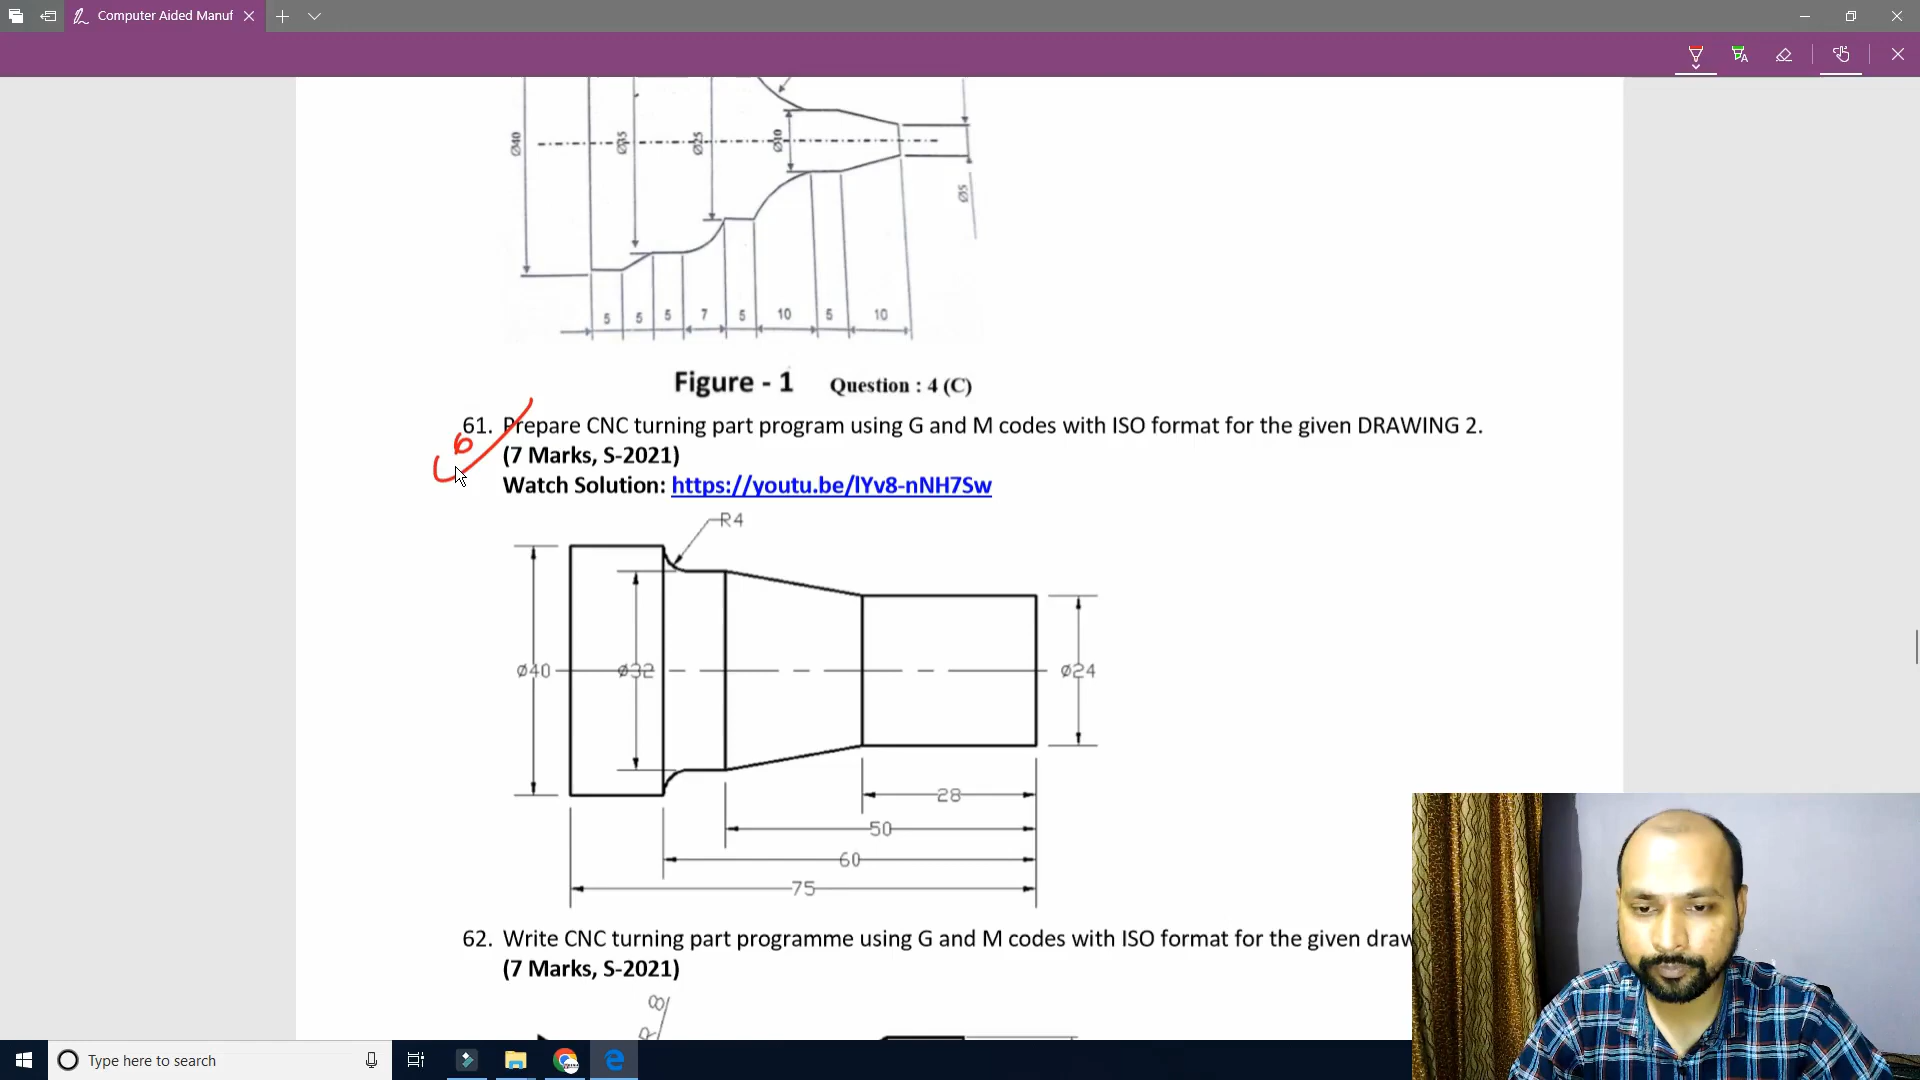 Computer Aided Manuf
Ø40
Ø35
Ø25
Ø10
Ø5
5
5
5
7
5
10
5
10
Figure - 1 Question : 4 (C)
61. Prepare CNC turning part program using G and M codes with ISO format for the given DRAWING 2.
6
(7 Marks, S-2021)
Watch Solution: https://youtu.be/lYv8-nNH7Sw
R4
Ø40
Ø32
Ø24
28
50
60
75
62. Write CNC turning part programme using G and M codes with ISO format for the given draw
(7 Marks, S-2021)
R 8
Type here to search